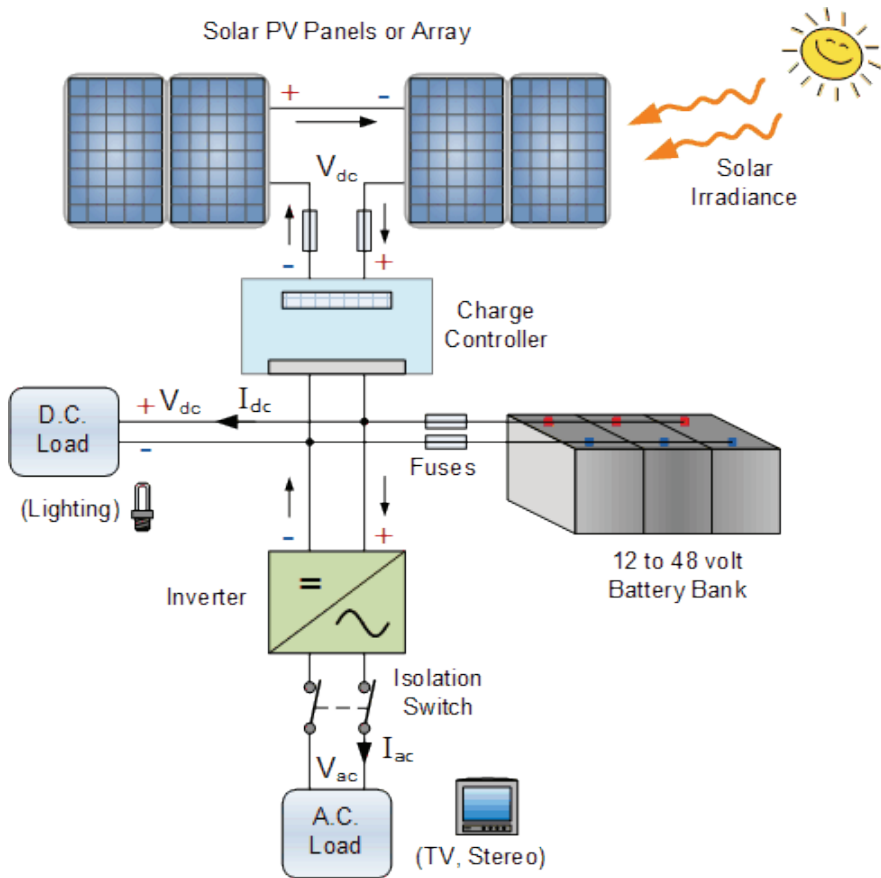 Solar PV Panels or Array
+ -
Solar
Irradiance
Vdc
- +
Charge
Controller
D.C.
Load
+ Vdc Idc
-
Fuses
(Lighting)
- +
12 to 48 volt
Battery Bank
Inverter
=
Isolation
Switch
Iac
Vac
A.C.
Load
(TV, Stereo)